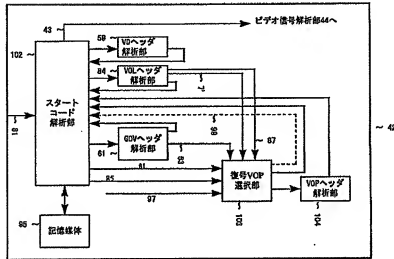 43
ビデオ信号解析部44へ
59
VOヘッダ
解析部
102
84
VOLヘッダ
解析部
スタート
コード
解析部
98
67
42
81
GOVヘッダ
解析部
61
63
81
85
復号VOP
選択部
VOPヘッダ
解析部
97
95
記憶媒体
103
104